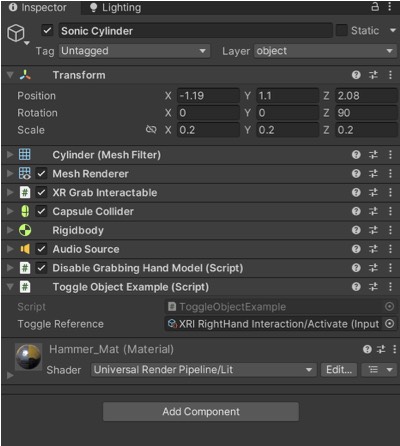 Inspector Lighting
Sonic Cylinder Static
Tag Untagged Layer object
Transform
Position X -1.19 Y 1.1 Z 2.08
Rotation X 0 Y 0 Z 90
Scale X 0.2 Y 0.2 Z 0.2
Cylinder (Mesh Filter)
Mesh Renderer
XR Grab Interactable
Capsule Collider
Rigidbody
Audio Source
Disable Grabbing Hand Model (Script)
Toggle Object Example (Script)
Script ToggleObjectExample
Toggle Reference XRI RightHand Interaction/Activate (Input
Hammer_Mat (Material)
Shader Universal Render Pipeline/Lit Edit...
Add Component